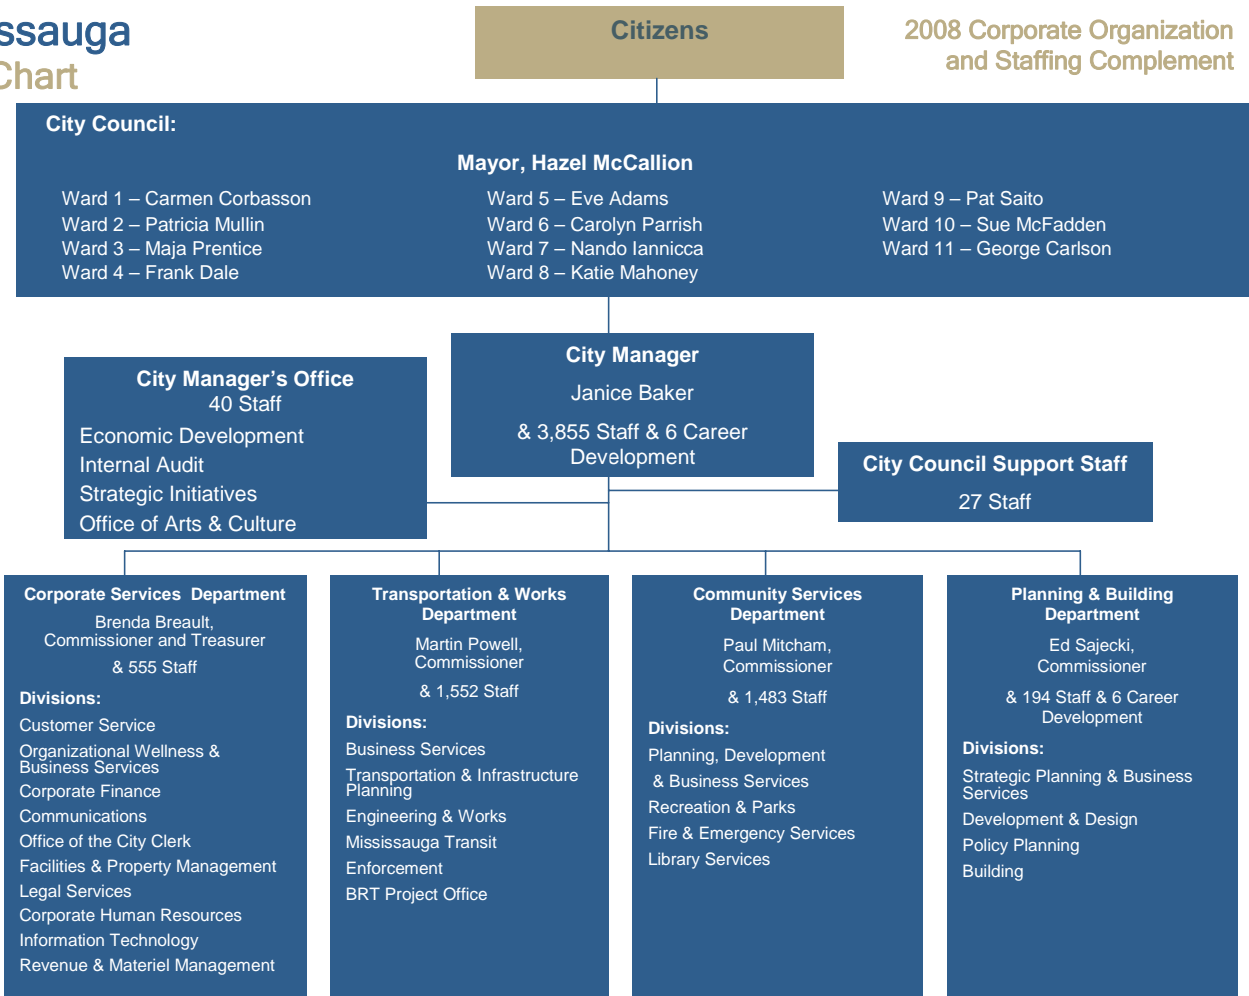 ssauga
Chart
Citizens
2008 Corporate Organization
and Staffing Complement
City Council:
Mayor, Hazel McCallion
Ward 1 – Carmen Corbasson
Ward 2 – Patricia Mullin
Ward 3 – Maja Prentice
Ward 4 – Frank Dale
Ward 5 – Eve Adams
Ward 6 – Carolyn Parrish
Ward 7 – Nando Iannicca
Ward 8 – Katie Mahoney
Ward 9 – Pat Saito
Ward 10 – Sue McFadden
Ward 11 – George Carlson
City Manager
Janice Baker
& 3,855 Staff & 6 Career
Development
City Manager's Office
40 Staff
Economic Development
Internal Audit
Strategic Initiatives
Office of Arts & Culture
City Council Support Staff
27 Staff
Corporate Services Department
Brenda Breault,
Commissioner and Treasurer
& 555 Staff
Divisions:
Customer Service
Organizational Wellness &
Business Services
Corporate Finance
Communications
Office of the City Clerk
Facilities & Property Management
Legal Services
Corporate Human Resources
Information Technology
Revenue & Materiel Management
Transportation & Works
Department
Martin Powell,
Commissioner
& 1,552 Staff
Divisions:
Business Services
Transportation & Infrastructure
Planning
Engineering & Works
Mississauga Transit
Enforcement
BRT Project Office
Community Services
Department
Paul Mitcham,
Commissioner
& 1,483 Staff
Divisions:
Planning, Development
& Business Services
Recreation & Parks
Fire & Emergency Services
Library Services
Planning & Building
Department
Ed Sajecki,
Commissioner
& 194 Staff & 6 Career
Development
Divisions:
Strategic Planning & Business
Services
Development & Design
Policy Planning
Building